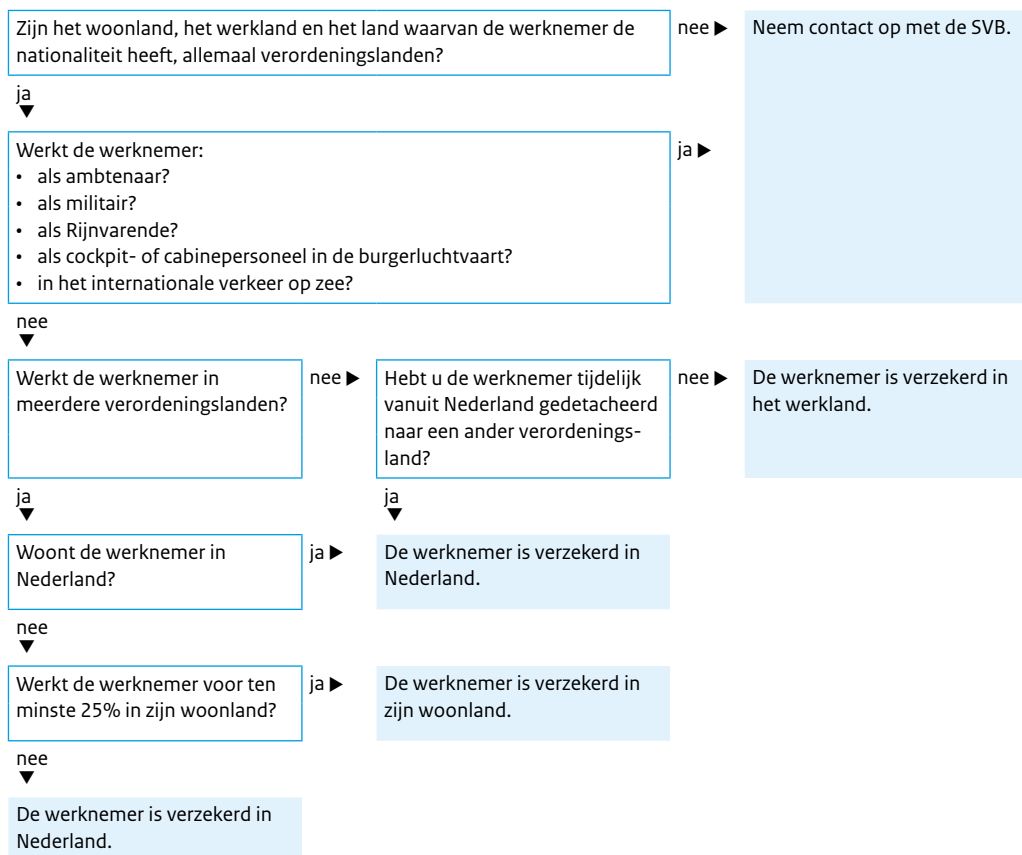 Zijn het woonland, het werkland en het land waarvan de werknemer de
nationaliteit heeft, allemaal verordeningslanden?
nee
Neem contact op met de SVB.
ja
Werkt de werknemer:
• als ambtenaar?
• als militair?
• als Rijnvarende?
• als cockpit- of cabinepersoneel in de burgerluchtvaart?
• in het internationale verkeer op zee?
ja
nee
Werkt de werknemer in
meerdere verordeningslanden?
nee
Hebt u de werknemer tijdelijk
vanuit Nederland gedetacheerd
naar een ander verordenings-
land?
nee
De werknemer is verzekerd in
het werkland.
ja
ja
Woont de werknemer in
Nederland?
ja
De werknemer is verzekerd in
Nederland.
nee
Werkt de werknemer voor ten
minste 25% in zijn woonland?
ja
De werknemer is verzekerd in
zijn woonland.
nee
De werknemer is verzekerd in
Nederland.